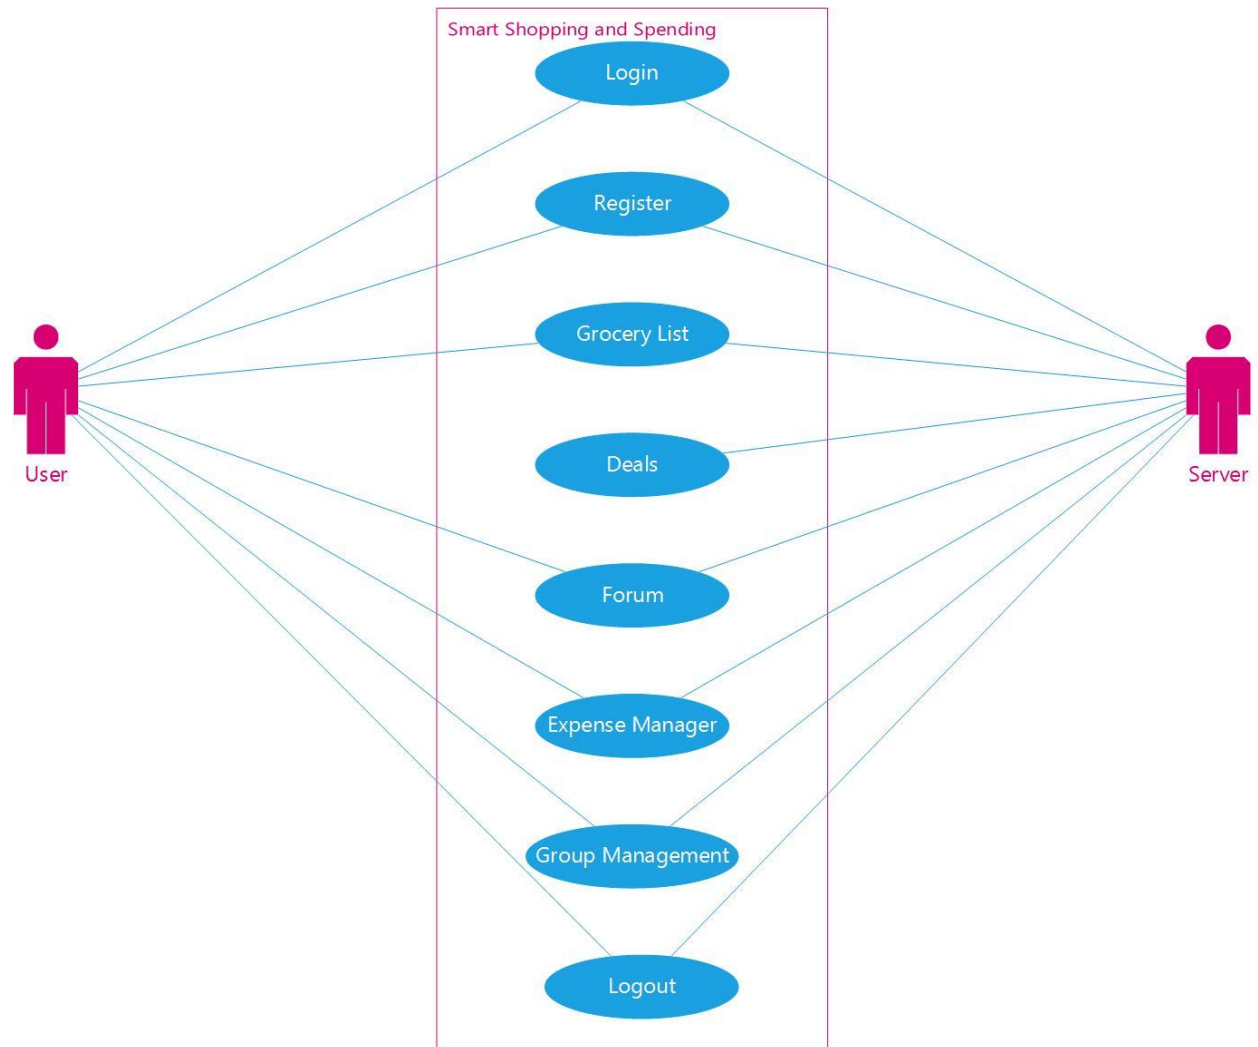 Smart Shopping and Spending
Login
Register
Grocery List
Deals
User
Server
Forum
Expense Manager
Group Management
Logout